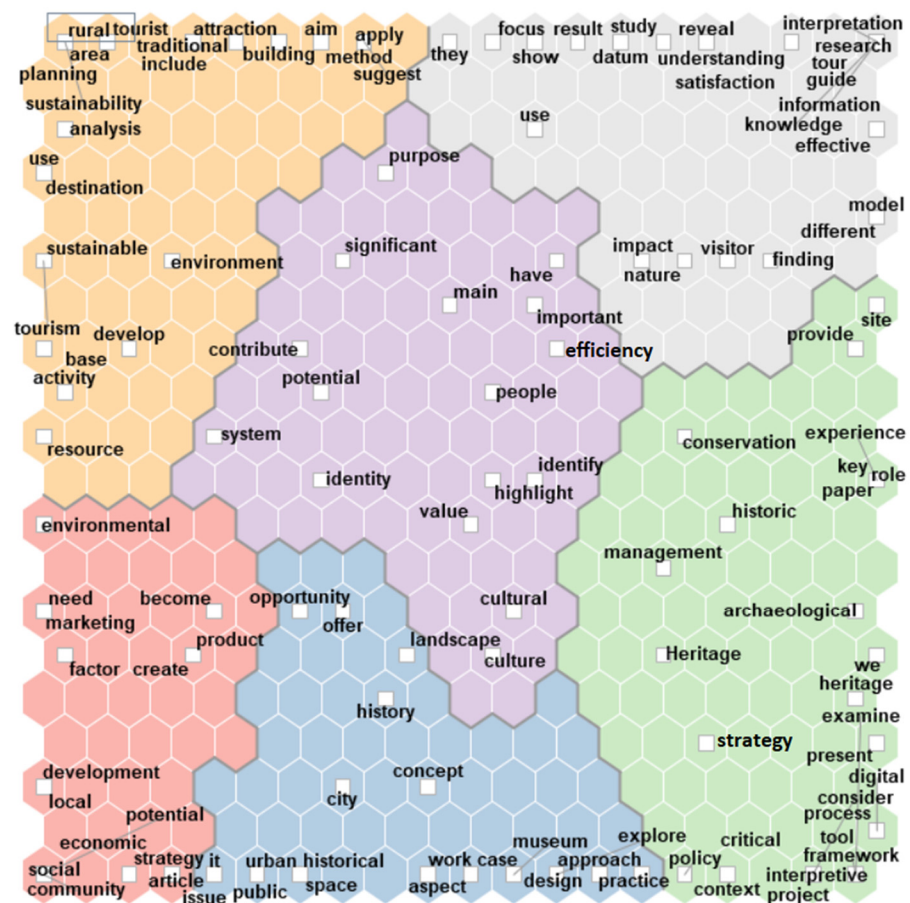 rural tourist attraction aim apply
area traditional building method
include suggest
planning
sustainability
analysis
use
destination
sustainable
environment
tourism
develop
base
activity
resource
they focus result study reveal interpretation
show datum understanding research
satisfaction tour
guide
information
use knowledge
effective
model
different
impact visitor
nature finding
purpose
significant
have
main
important
contribute efficiency
potential
people
system
identity identify
highlight
value
cultural
landscape
culture
site
provide
conservation experience
key role
paper
historic
management
archaeological
Heritage we
heritage
examine
strategy
present
digital
consider
process
critical tool
framework
policy interpretive
context project
environmental
need become
marketing
product
factor create
development
local
potential
economic
social strategy it
community article
issue
opportunity
offer
history
concept
city
museum explore
urban historical work case approach
public space aspect design practice